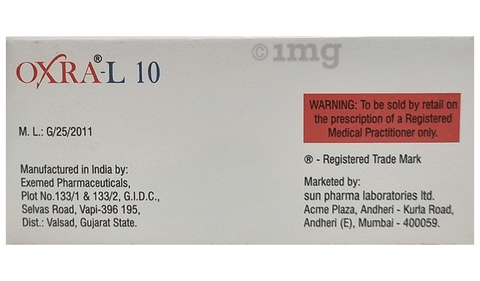 1mg
OXRA®-L 10
M. L.: G/25/2011
Manufactured in India by:
Exemed Pharmaceuticals,
Plot No.133/1 & 133/2, G.I.D.C.,
Selvas Road, Vapi-396 195,
Dist.: Valsad, Gujarat State.
WARNING: To be sold by retail on
the prescription of a Registered
Medical Practitioner only.
® - Registered Trade Mark
Marketed by:
sun pharma laboratories ltd.
Acme Plaza, Andheri - Kurla Road,
Andheri (E), Mumbai - 400059.